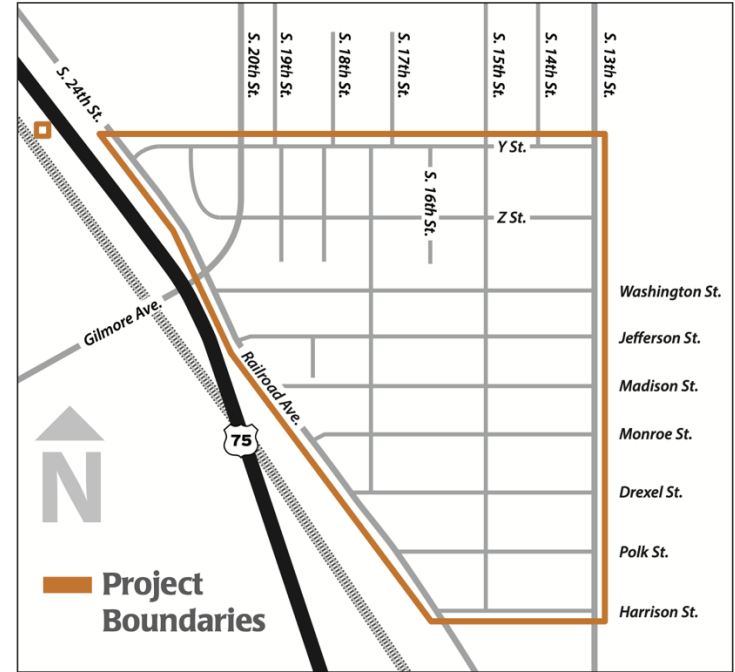 S. 24th St.
S. 20th St.
S. 19th St.
S. 18th St.
S. 17th St.
S. 15th St.
S. 14th St.
S. 13th St.
Y St.
S. 16th St.
Z St.
Washington St.
Gilmore Ave.
Jefferson St.
Railroad Ave.
Madison St.
75
Monroe St.
N
Drexel St.
Polk St.
Project
Boundaries
Harrison St.